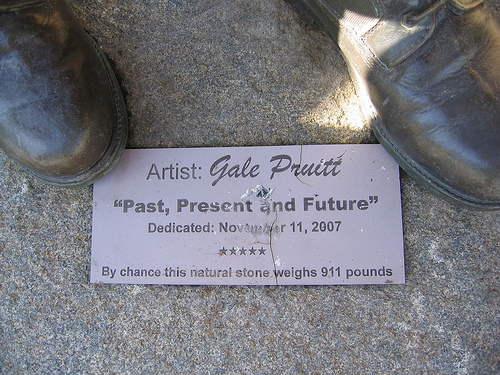 Artist: Gale Pruitt
“Past, Present and Future”
Dedicated: November 11, 2007
★★★★★
By chance this natural stone weighs 911 pounds